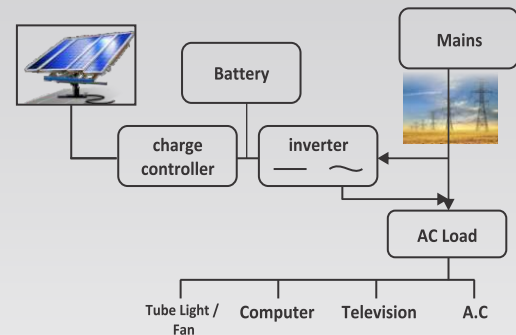 Mains
Battery
charge
controller
inverter
AC Load
Tube Light /
Fan
Computer
Television
A.C